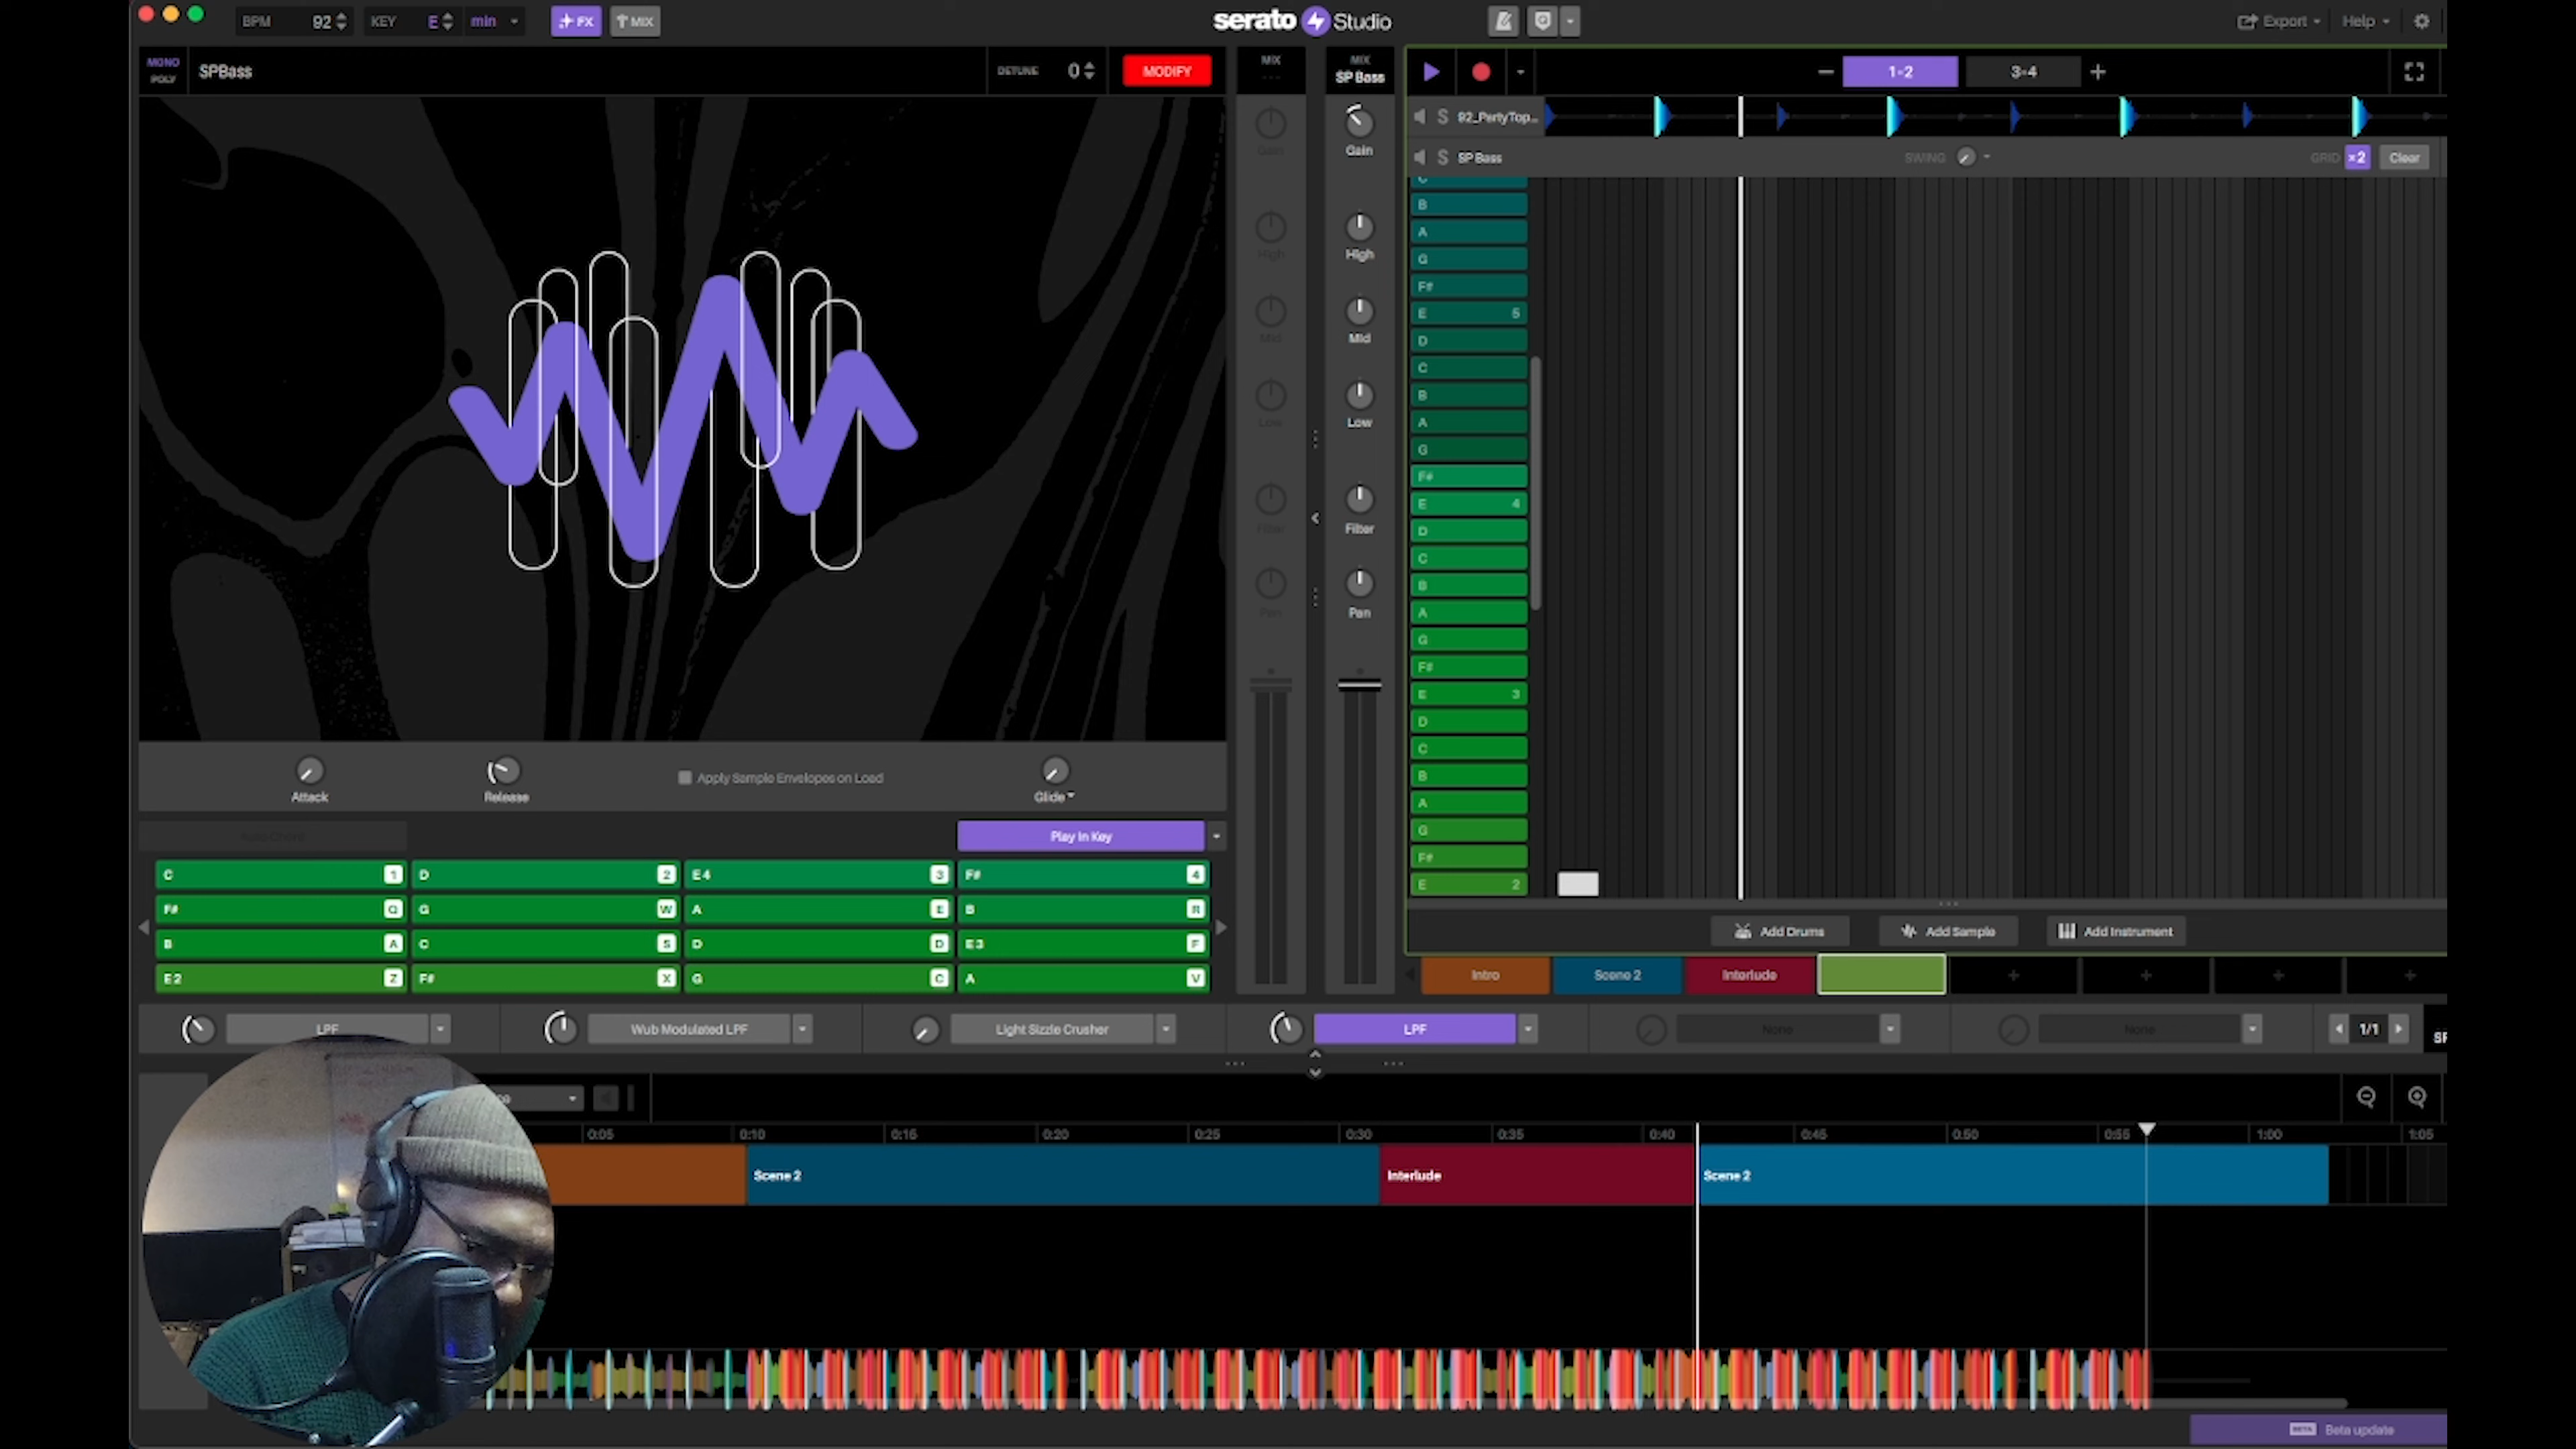 BPM 92 KEY E min FX MIX serato Studio Export Help
MONO
POLY
SPBass DETUNE 0 MODIFY
MIX
MIX
SP Bass
1-2 3-4
S 92_PartyTop...
S SP Bass SWING GRID ×2 Clear
Gain Gain
High High
Mid Mid
Low Low
Filter Filter
Pan Pan
C
B
A
G
F#
E 5
D
C
B
A
G
F#
E 4
D
C
B
A
G
F#
E 3
D
C
B
A
G
F#
E 2
Attack Release Apply Sample Envelopes on Load Glide
Auto Chord Play In Key
C 1 D 2 E4 3 F# 4
F# Q G W A E B R
B A C S D D E3 F
E2 Z F# X G C A V
Add Drums Add Sample Add Instrument
Intro Scene 2 Interlude
LPF Wub Modulated LPF Light Sizzle Crusher LPF None None 1/1
0:05 0:10 0:15 0:20 0:25 0:30 0:35 0:40 0:45 0:50 0:55 1:00 1:05
Scene 2 Interlude Scene 2
BETA Beta update